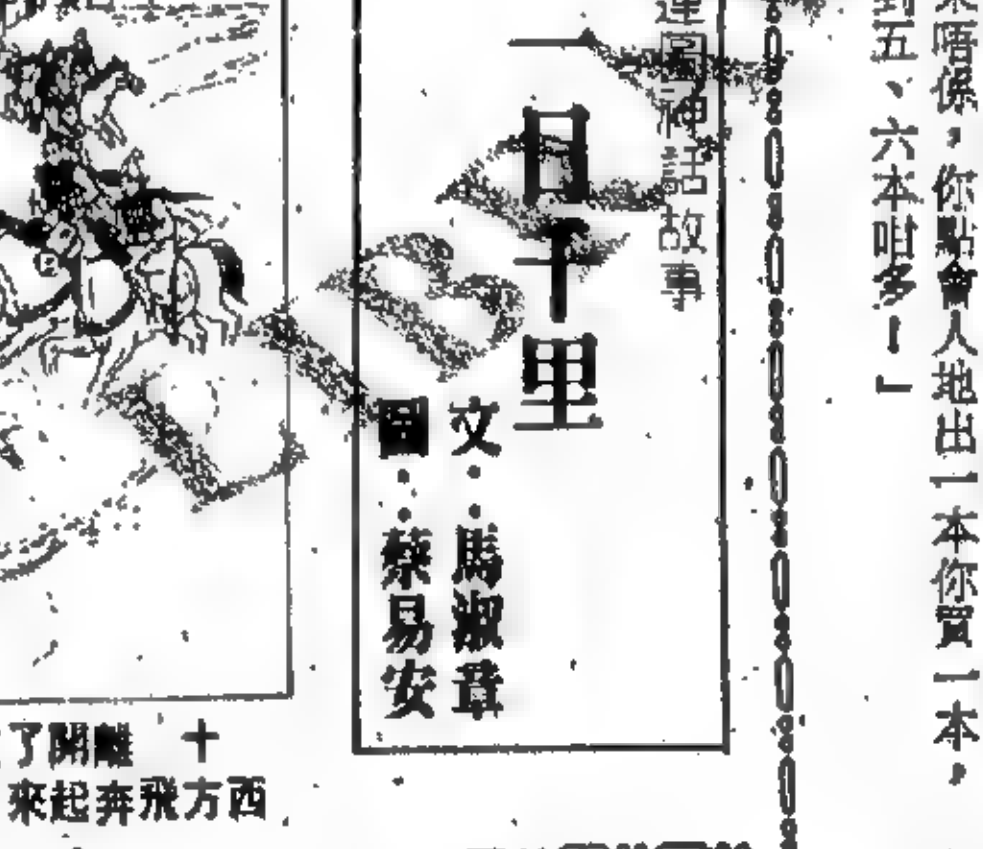 唔係，你點會人地出一本你買一本，
五、六本咁多！」
連圖神話故事
一日千里
文：馬淑章
圖：蔡易安
十　離開了
西方飛奔起來